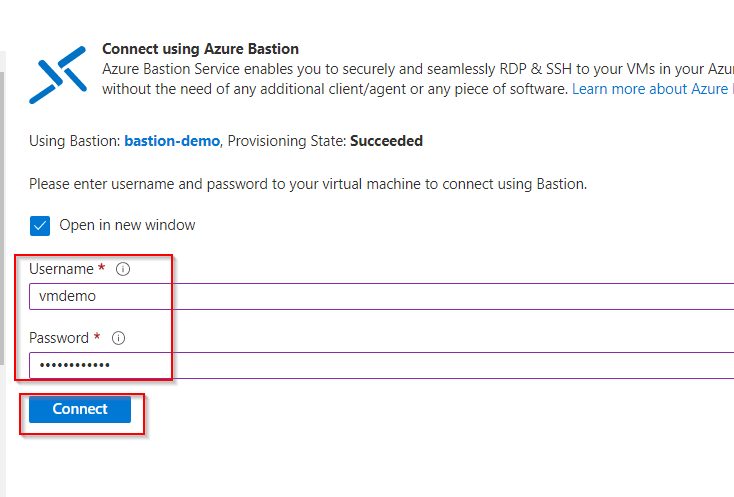 Connect using Azure Bastion
Azure Bastion Service enables you to securely and seamlessly RDP & SSH to your VMs in your Azu
without the need of any additional client/agent or any piece of software. Learn more about Azure
Using Bastion: bastion-demo, Provisioning State: Succeeded
Please enter username and password to your virtual machine to connect using Bastion.
Open in new window
Username *
vmdemo
Password *
••••••••••••
Connect